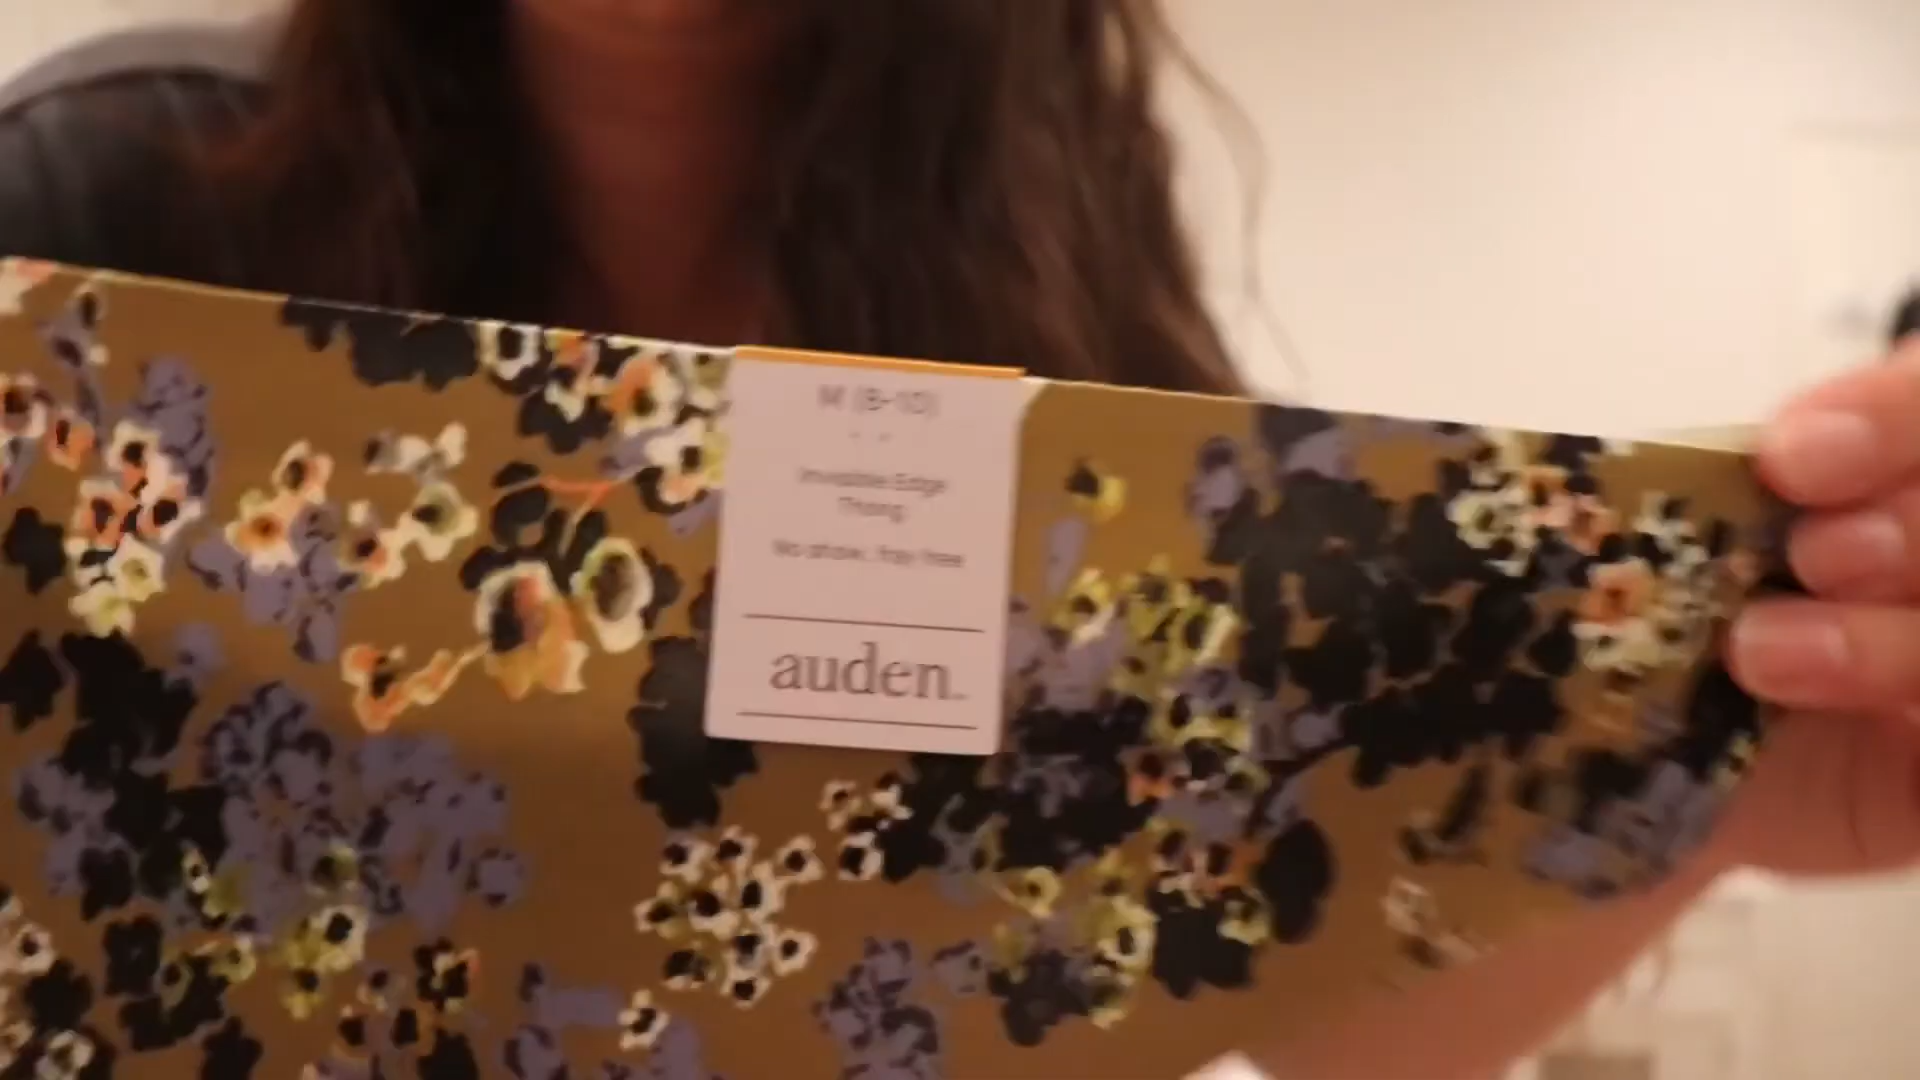 M (8-10)
Invisible Edge
Thong
No show, fray free
auden.